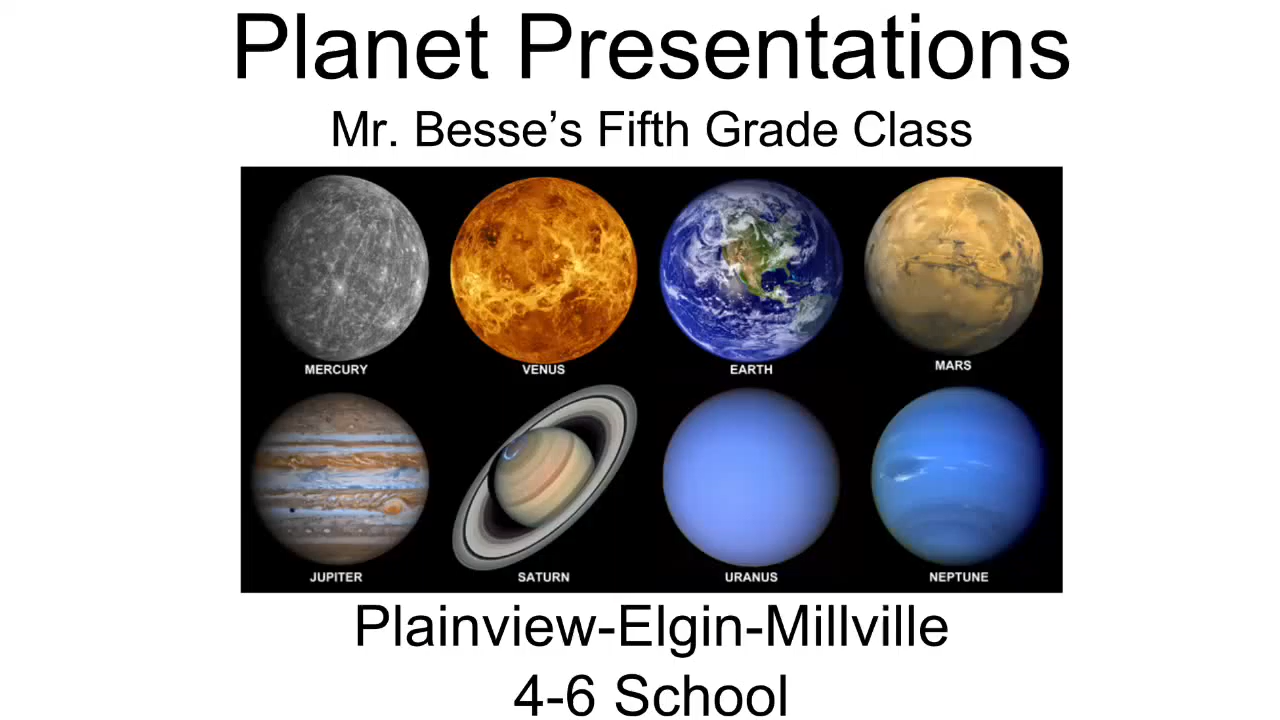 Planet Presentations
Mr. Besse’s Fifth Grade Class
MERCURY VENUS EARTH MARS
JUPITER SATURN URANUS NEPTUNE
Plainview-Elgin-Millville
4-6 School